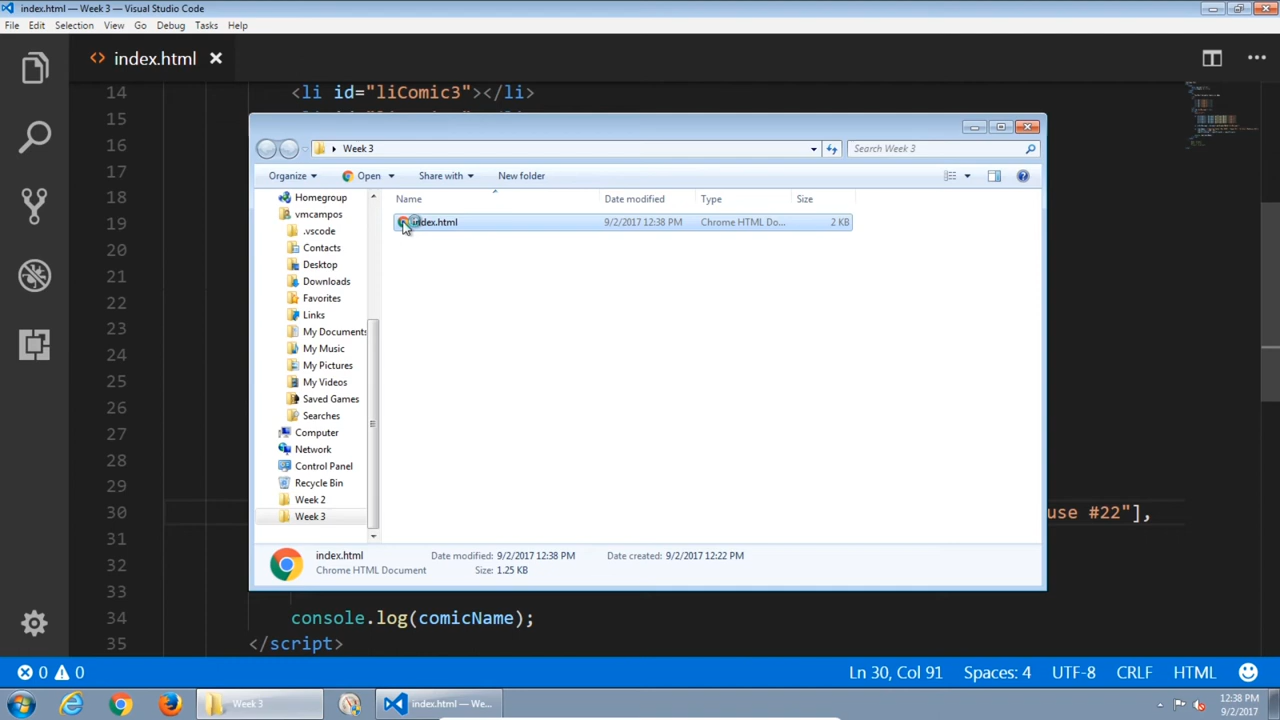 index.html — Week 3 — Visual Studio Code
File Edit Selection View Go Debug Tasks Help
index.html
14 <li id="liComic3"></li>
15
16
17
18
19
20
21
22
23
24
25
26
27
28
29
30 use #22"],
31
32
33
34 console.log(comicName);
35 </script>
Week 3
Search Week 3
Organize Open Share with New folder
Name Date modified Type Size
index.html 9/2/2017 12:38 PM Chrome HTML Do... 2 KB
Homegroup
vmcampos
.vscode
Contacts
Desktop
Downloads
Favorites
Links
My Documents
My Music
My Pictures
My Videos
Saved Games
Searches
Computer
Network
Control Panel
Recycle Bin
Week 2
Week 3
index.html Date modified: 9/2/2017 12:38 PM Date created: 9/2/2017 12:22 PM
Chrome HTML Document Size: 1.25 KB
0 0 Ln 30, Col 91 Spaces: 4 UTF-8 CRLF HTML
Week 3 index.html — We... 12:38 PM
9/2/2017